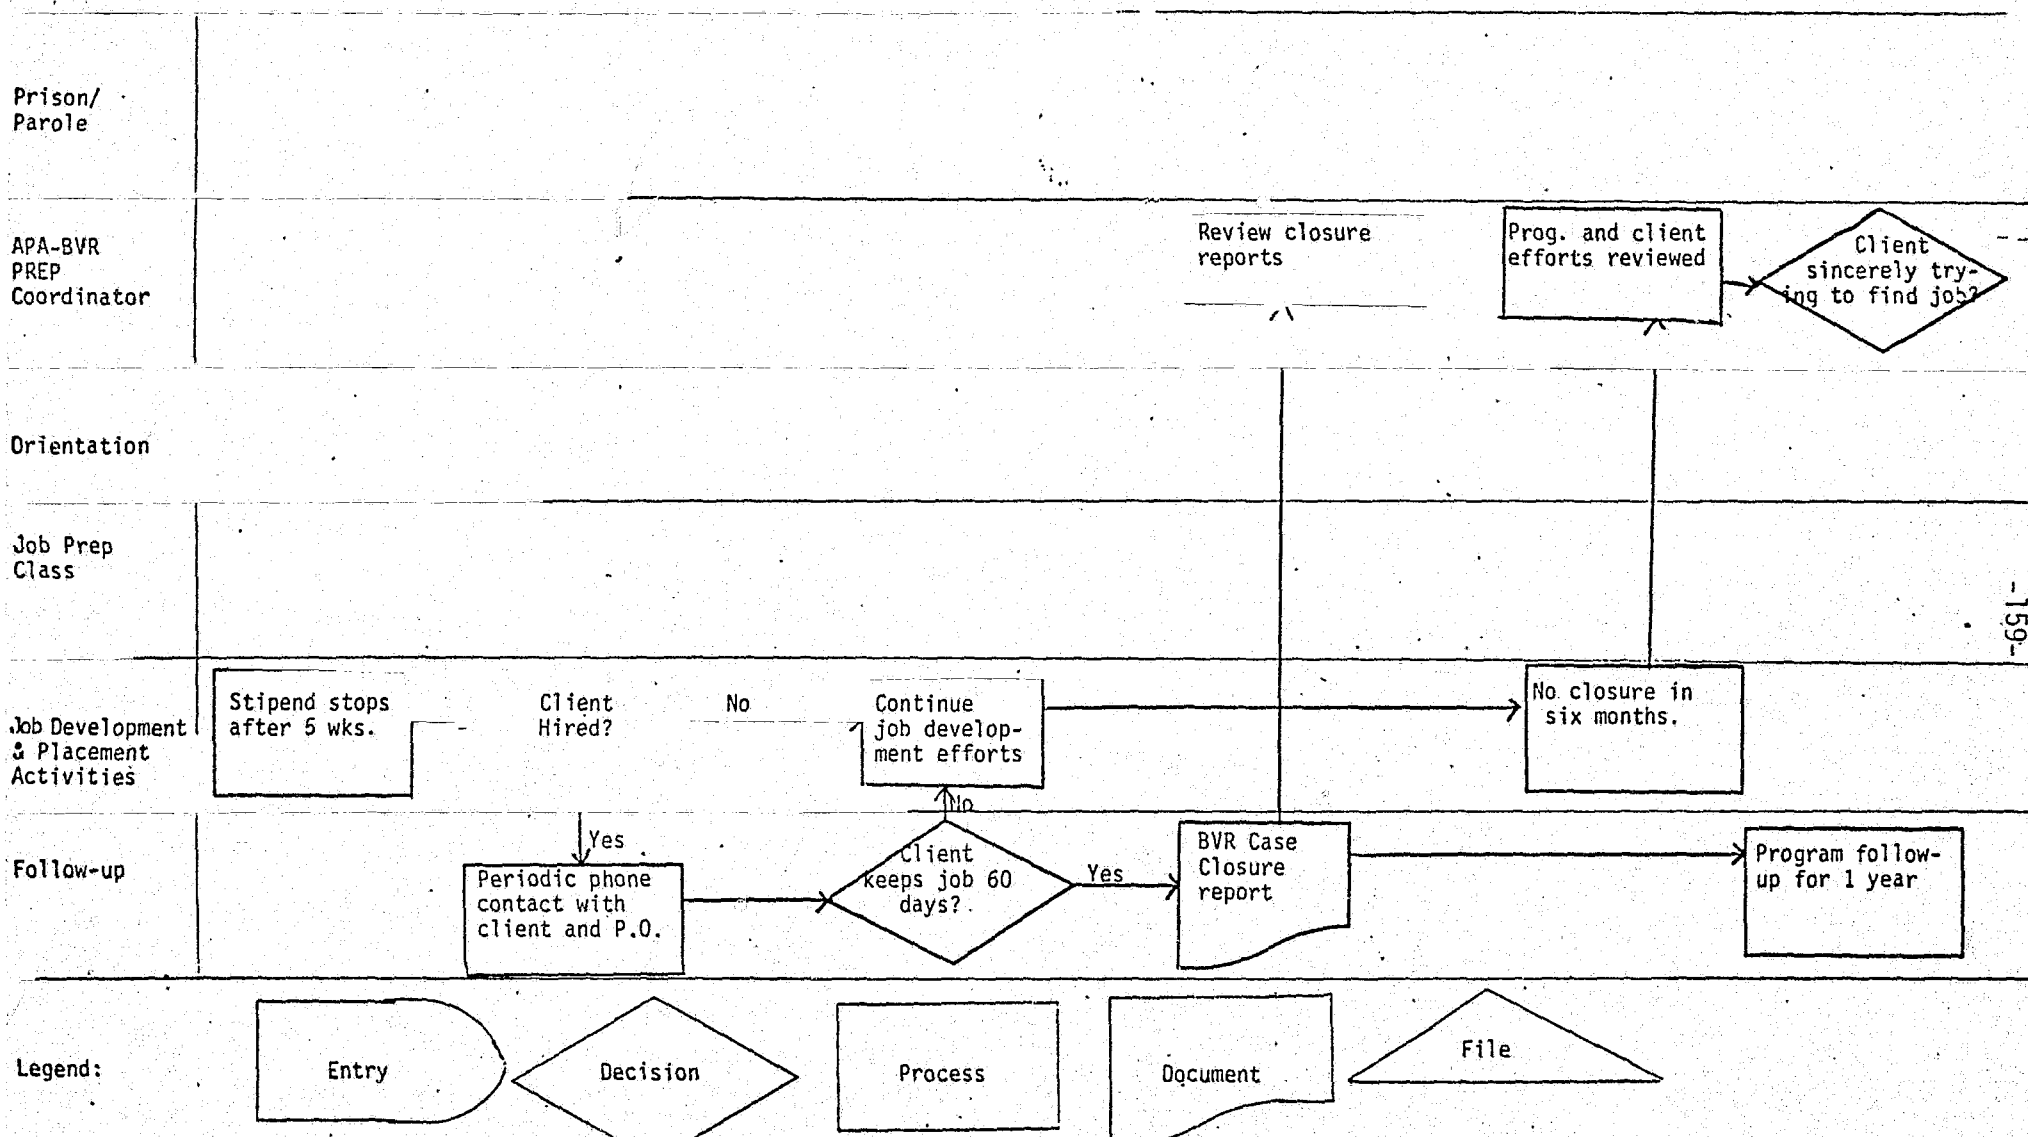 Prison/
Parole
APA-BVR
PREP
Coordinator
Review closure
reports
Prog. and client
efforts reviewed
Client
sincerely try-
ing to find job?
Orientation
Job Prep
Class
-159-
Job Development
& Placement
Activities
Stipend stops
after 5 wks.
Client
Hired?
No
Continue
job develop-
ment efforts
No closure in
six months.
No
Follow-up
Yes
Periodic phone
contact with
client and P.O.
Client
keeps job 60
days?
Yes
BVR Case
Closure
report
Program follow-
up for 1 year
Legend:
Entry
Decision
Process
Document
File